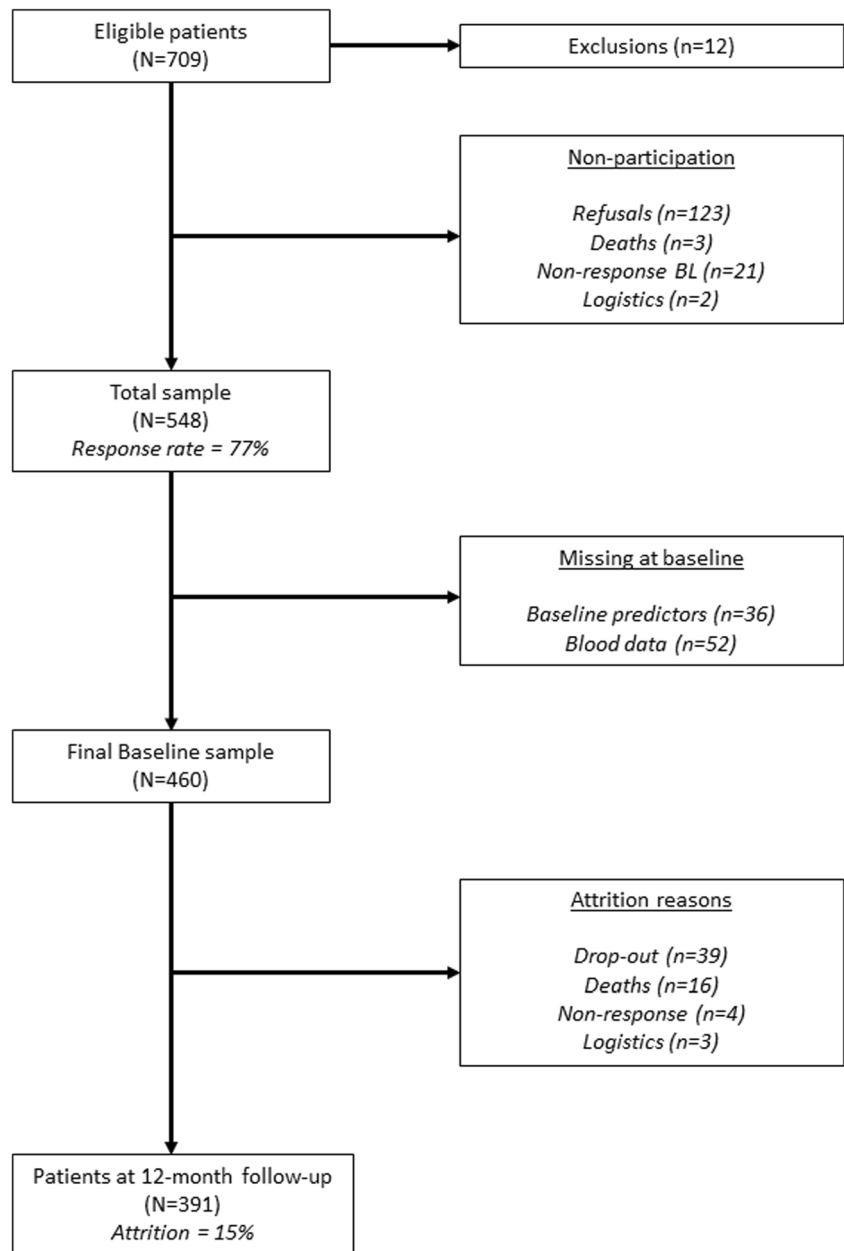 Eligible patients
(N=709)
Exclusions (n=12)
Non-participation
Refusals (n=123)
Deaths (n=3)
Non-response BL (n=21)
Logistics (n=2)
Total sample
(N=548)
Response rate = 77%
Missing at baseline
Baseline predictors (n=36)
Blood data (n=52)
Final Baseline sample
(N=460)
Attrition reasons
Drop-out (n=39)
Deaths (n=16)
Non-response (n=4)
Logistics (n=3)
Patients at 12-month follow-up
(N=391)
Attrition = 15%